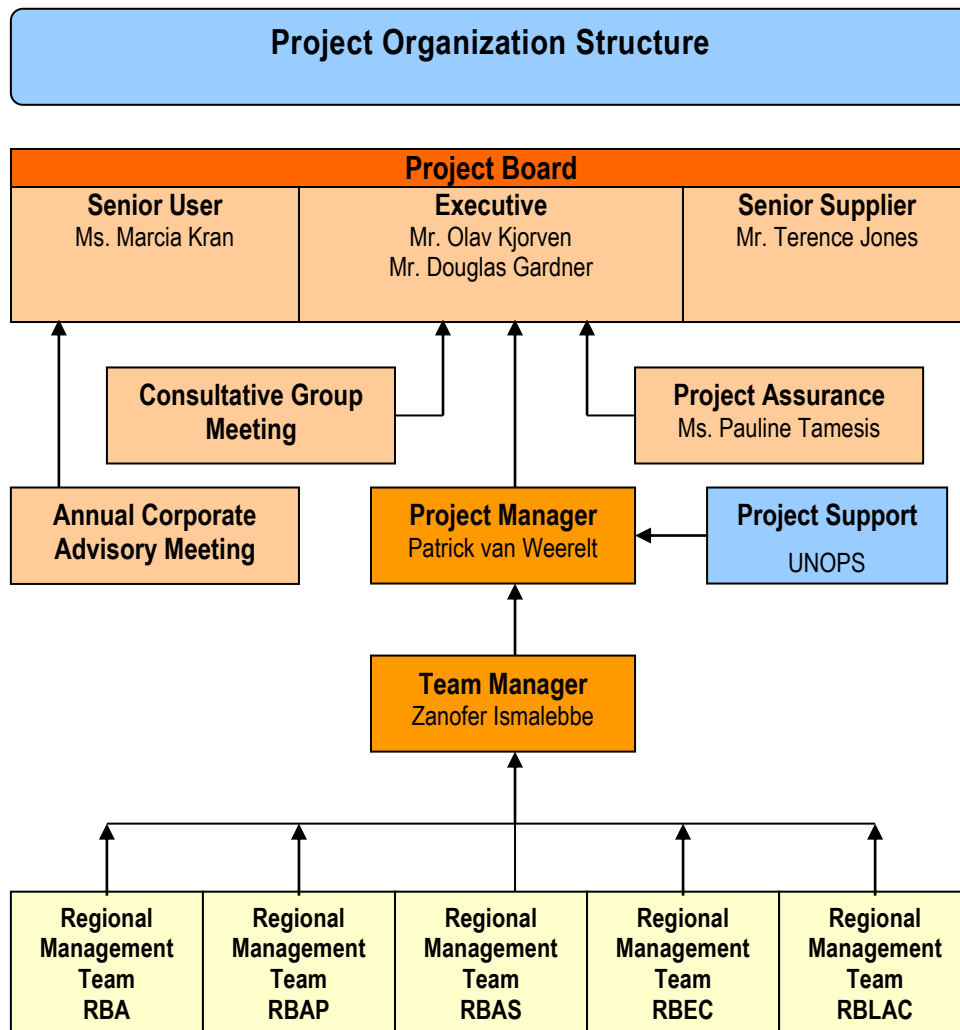 Project Organization Structure
Project Board
Senior User
Ms. Marcia Kran
Executive
Mr. Olav Kjorven
Mr. Douglas Gardner
Senior Supplier
Mr. Terence Jones
Consultative Group
Meeting
Project Assurance
Ms. Pauline Tamesis
Annual Corporate
Advisory Meeting
Project Manager
Patrick van Weerelt
Project Support
UNOPS
Team Manager
Zanofer Ismalebbe
Regional
Management
Team
RBA
Regional
Management
Team
RBAP
Regional
Management
Team
RBAS
Regional
Management
Team
RBEC
Regional
Management
Team
RBLAC